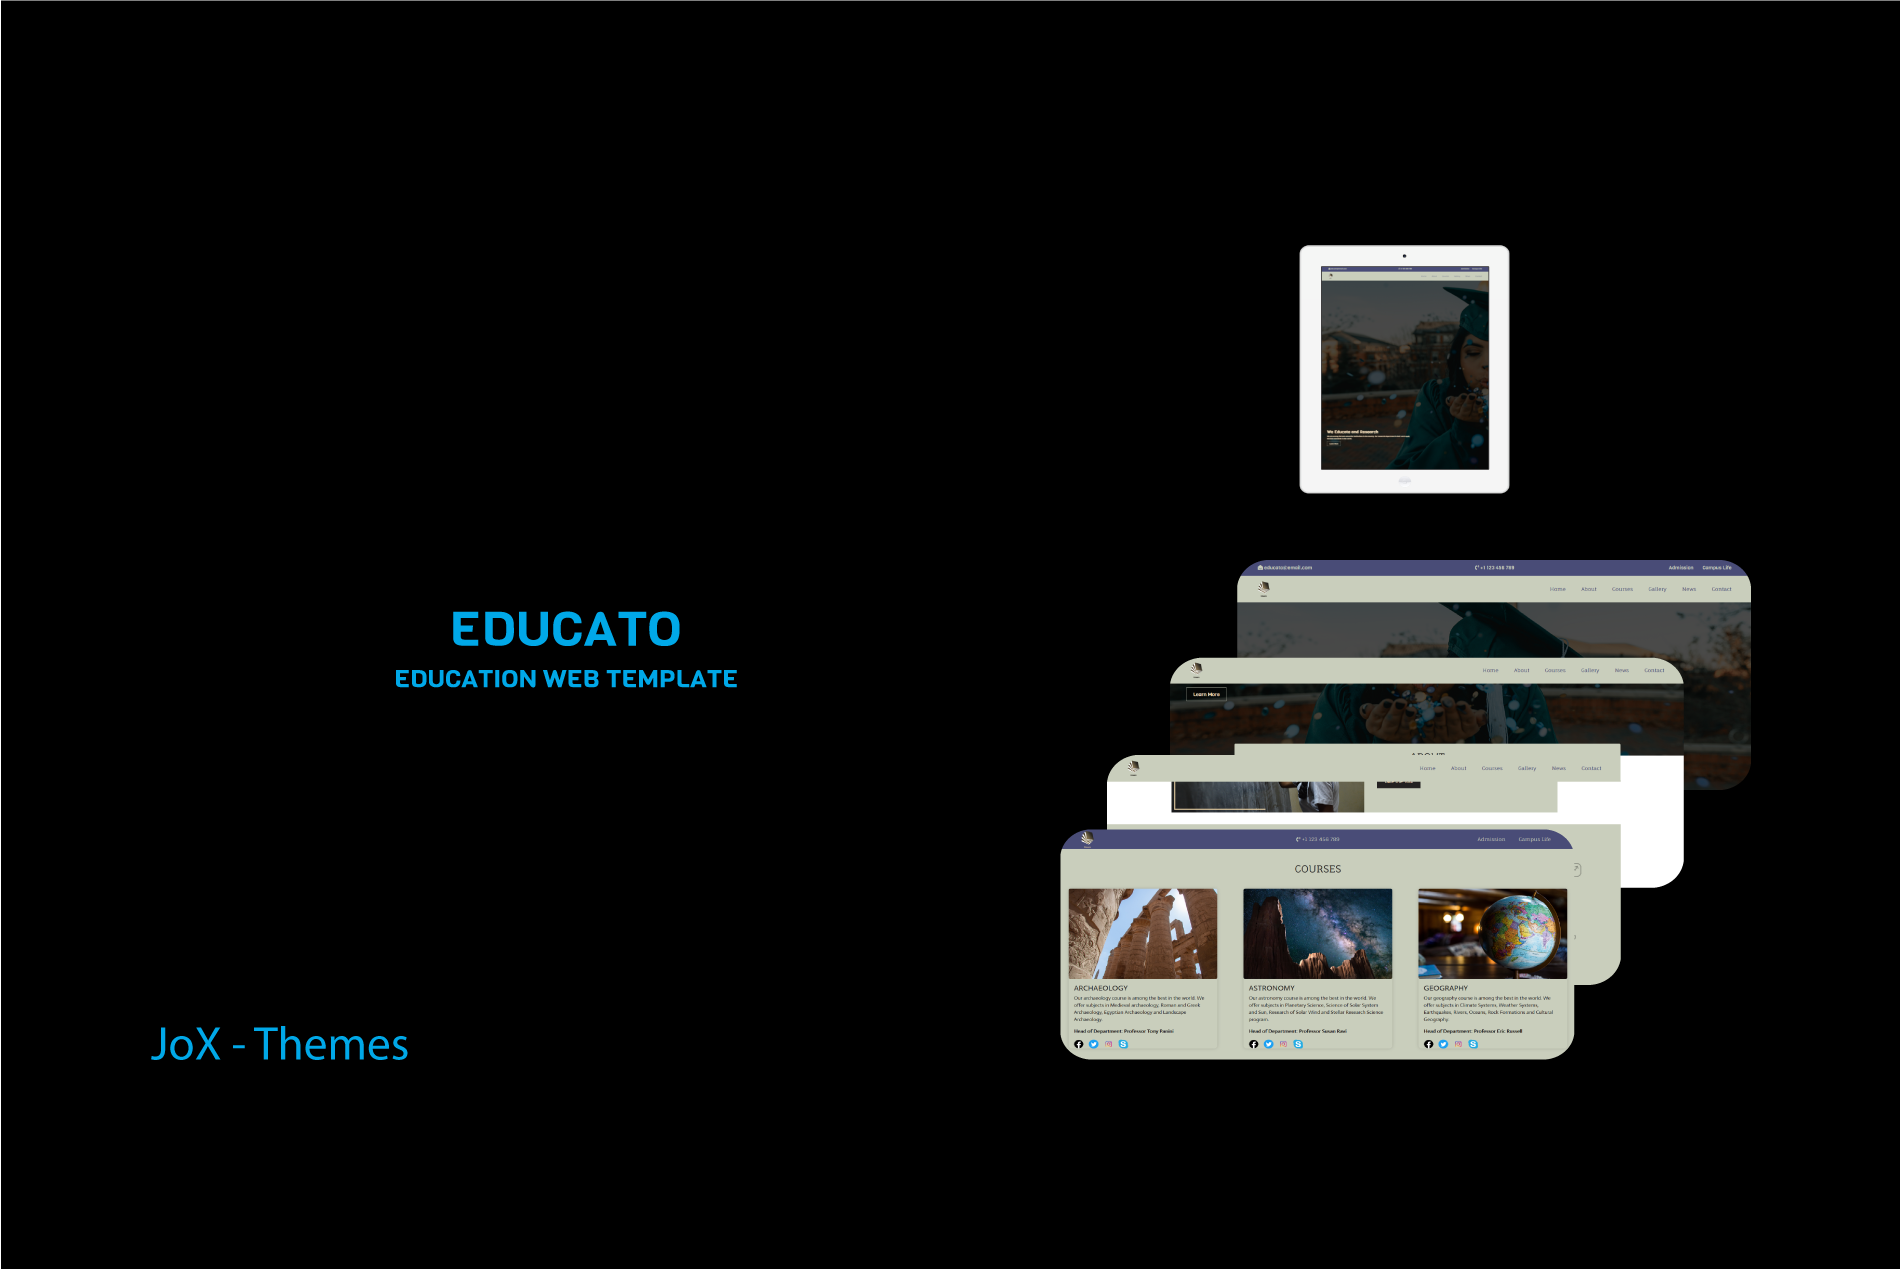 EDUCATO
EDUCATION WEB TEMPLATE
JoX - Themes
We Educate and Research
educato@email.com
+1 123 456 789
Admission Campus Life
Home About Courses Gallery News Contact
Home About Courses Gallery News Contact
Learn More
ABOUT
Home About Courses Gallery News Contact
+1 123 456 789
Admission Campus Life
COURSES
ARCHAEOLOGY
Our archaeology course is among the best in the world. We
offer subjects in Medieval archaeology, Roman and Greek
Archaeology, Egyptian Archaeology and Landscape
Archaeology.
Head of Department: Professor Tony Panini
ASTRONOMY
Our astronomy course is among the best in the world. We
offer subjects in Planetary Science, Science of Solar System
and Sun, Research of Solar Wind and Stellar Research Science
program.
Head of Department: Professor Susan Ravi
GEOGRAPHY
Our geography course is among the best in the world. We
offer subjects in Climate Systems, Weather Systems,
Earthquakes, Rivers, Oceans, Rock Formations and Cultural
Geography.
Head of Department: Professor Eric Russell